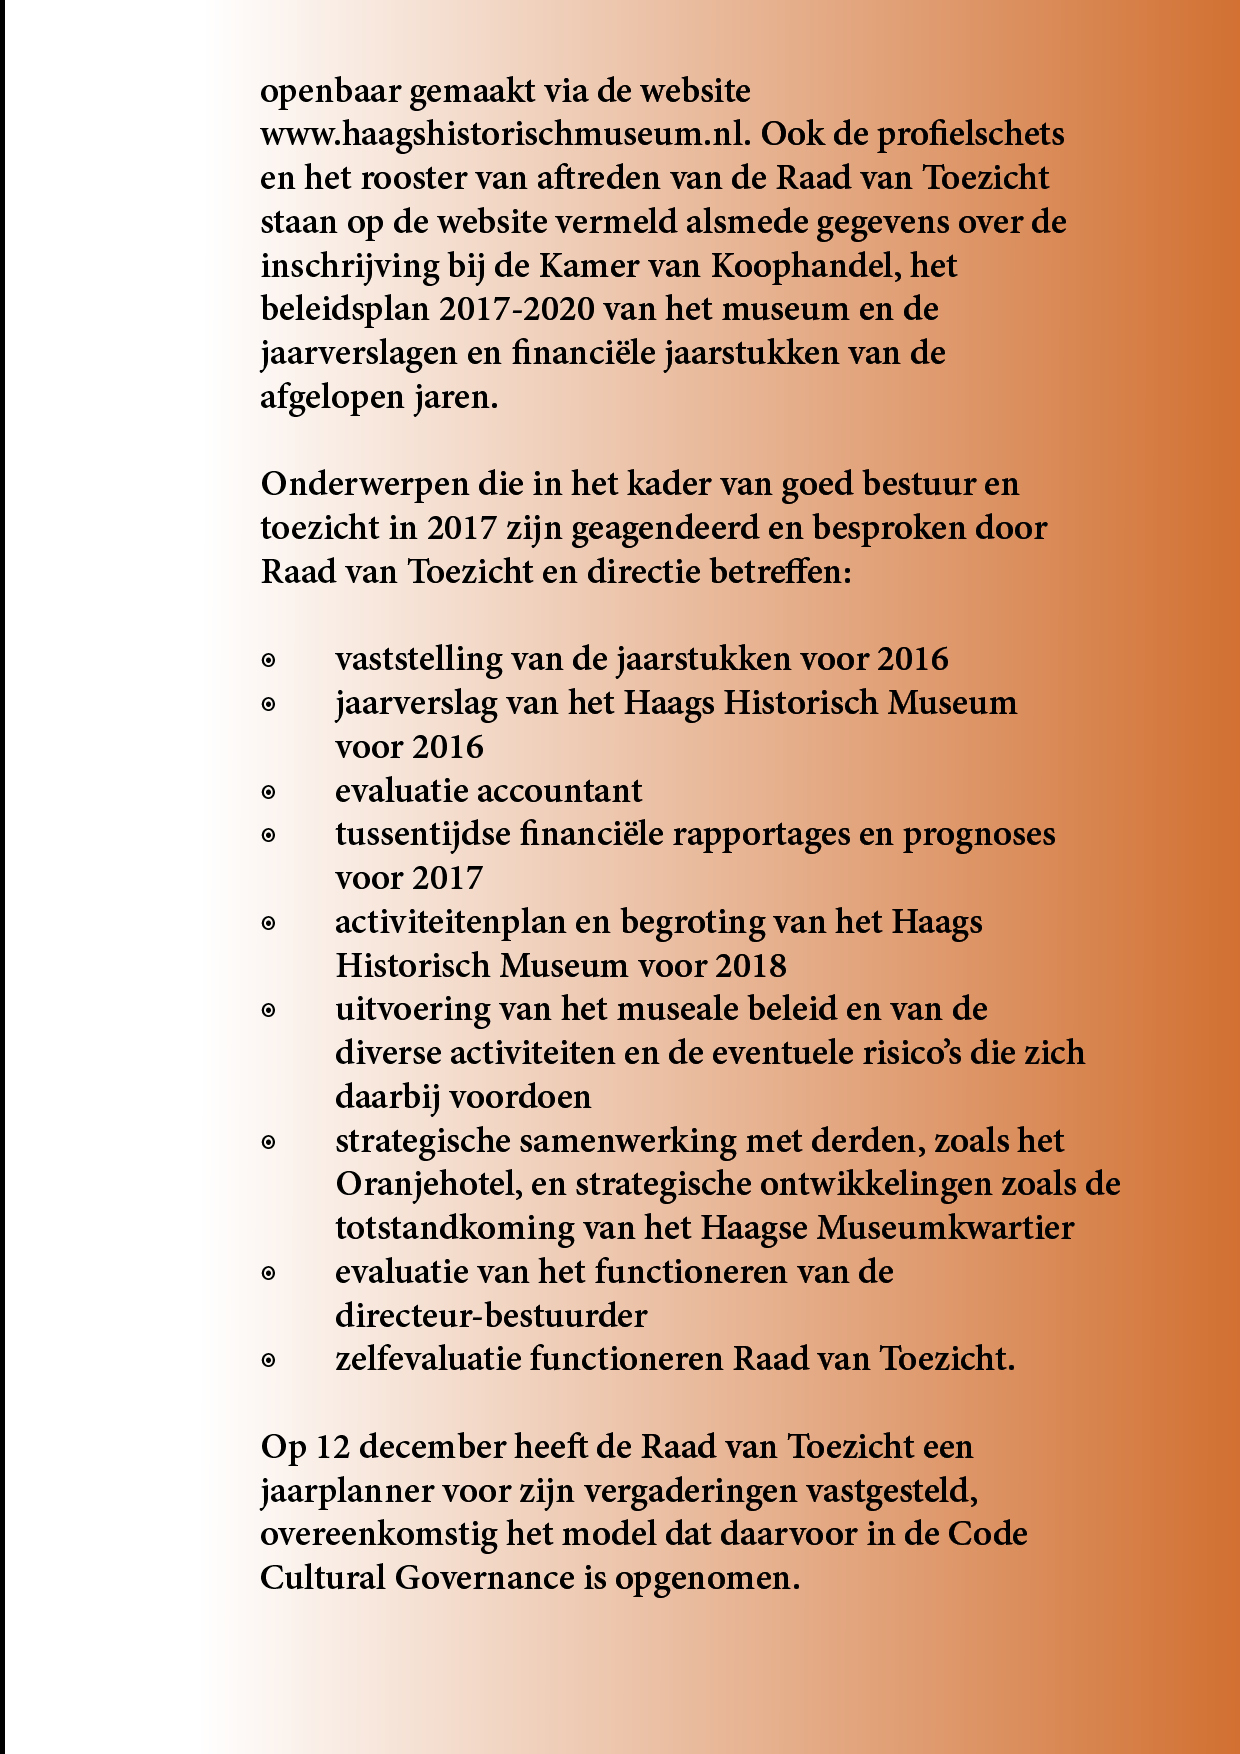 openbaar gemaakt via de website
www.haagshistorischmuseum.nl. Ook de profielschets
en het rooster van aftreden van de Raad van Toezicht
staan op de website vermeld alsmede gegevens over de
inschrijving bij de Kamer van Koophandel, het
beleidsplan 2017-2020 van het museum en de
jaarverslagen en financiële jaarstukken van de
afgelopen jaren.

Onderwerpen die in het kader van goed bestuur en
toezicht in 2017 zijn geagendeerd en besproken door
Raad van Toezicht en directie betreffen:

◉ vaststelling van de jaarstukken voor 2016
◉ jaarverslag van het Haags Historisch Museum
voor 2016
◉ evaluatie accountant
◉ tussentijdse financiële rapportages en prognoses
voor 2017
◉ activiteitenplan en begroting van het Haags
Historisch Museum voor 2018
◉ uitvoering van het museale beleid en van de
diverse activiteiten en de eventuele risico’s die zich
daarbij voordoen
◉ strategische samenwerking met derden, zoals het
Oranjehotel, en strategische ontwikkelingen zoals de
totstandkoming van het Haagse Museumkwartier
◉ evaluatie van het functioneren van de
directeur-bestuurder
◉ zelfevaluatie functioneren Raad van Toezicht.

Op 12 december heeft de Raad van Toezicht een
jaarplanner voor zijn vergaderingen vastgesteld,
overeenkomstig het model dat daarvoor in de Code
Cultural Governance is opgenomen.